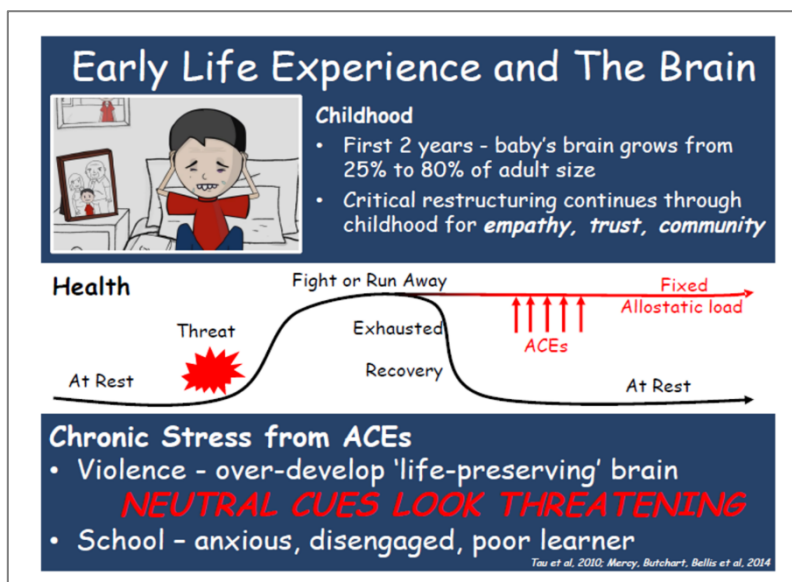 Early Life Experience and The Brain
Childhood
• First 2 years - baby's brain grows from
25% to 80% of adult size
• Critical restructuring continues through
childhood for empathy, trust, community
Health
Fight or Run Away
Fixed
Allostatic load
Threat
Exhausted
ACEs
Recovery
At Rest
At Rest
Chronic Stress from ACEs
• Violence - over-develop 'life-preserving' brain
NEUTRAL CUES LOOK THREATENING
• School – anxious, disengaged, poor learner
Tau et al, 2010; Mercy, Butchart, Bellis et al, 2014